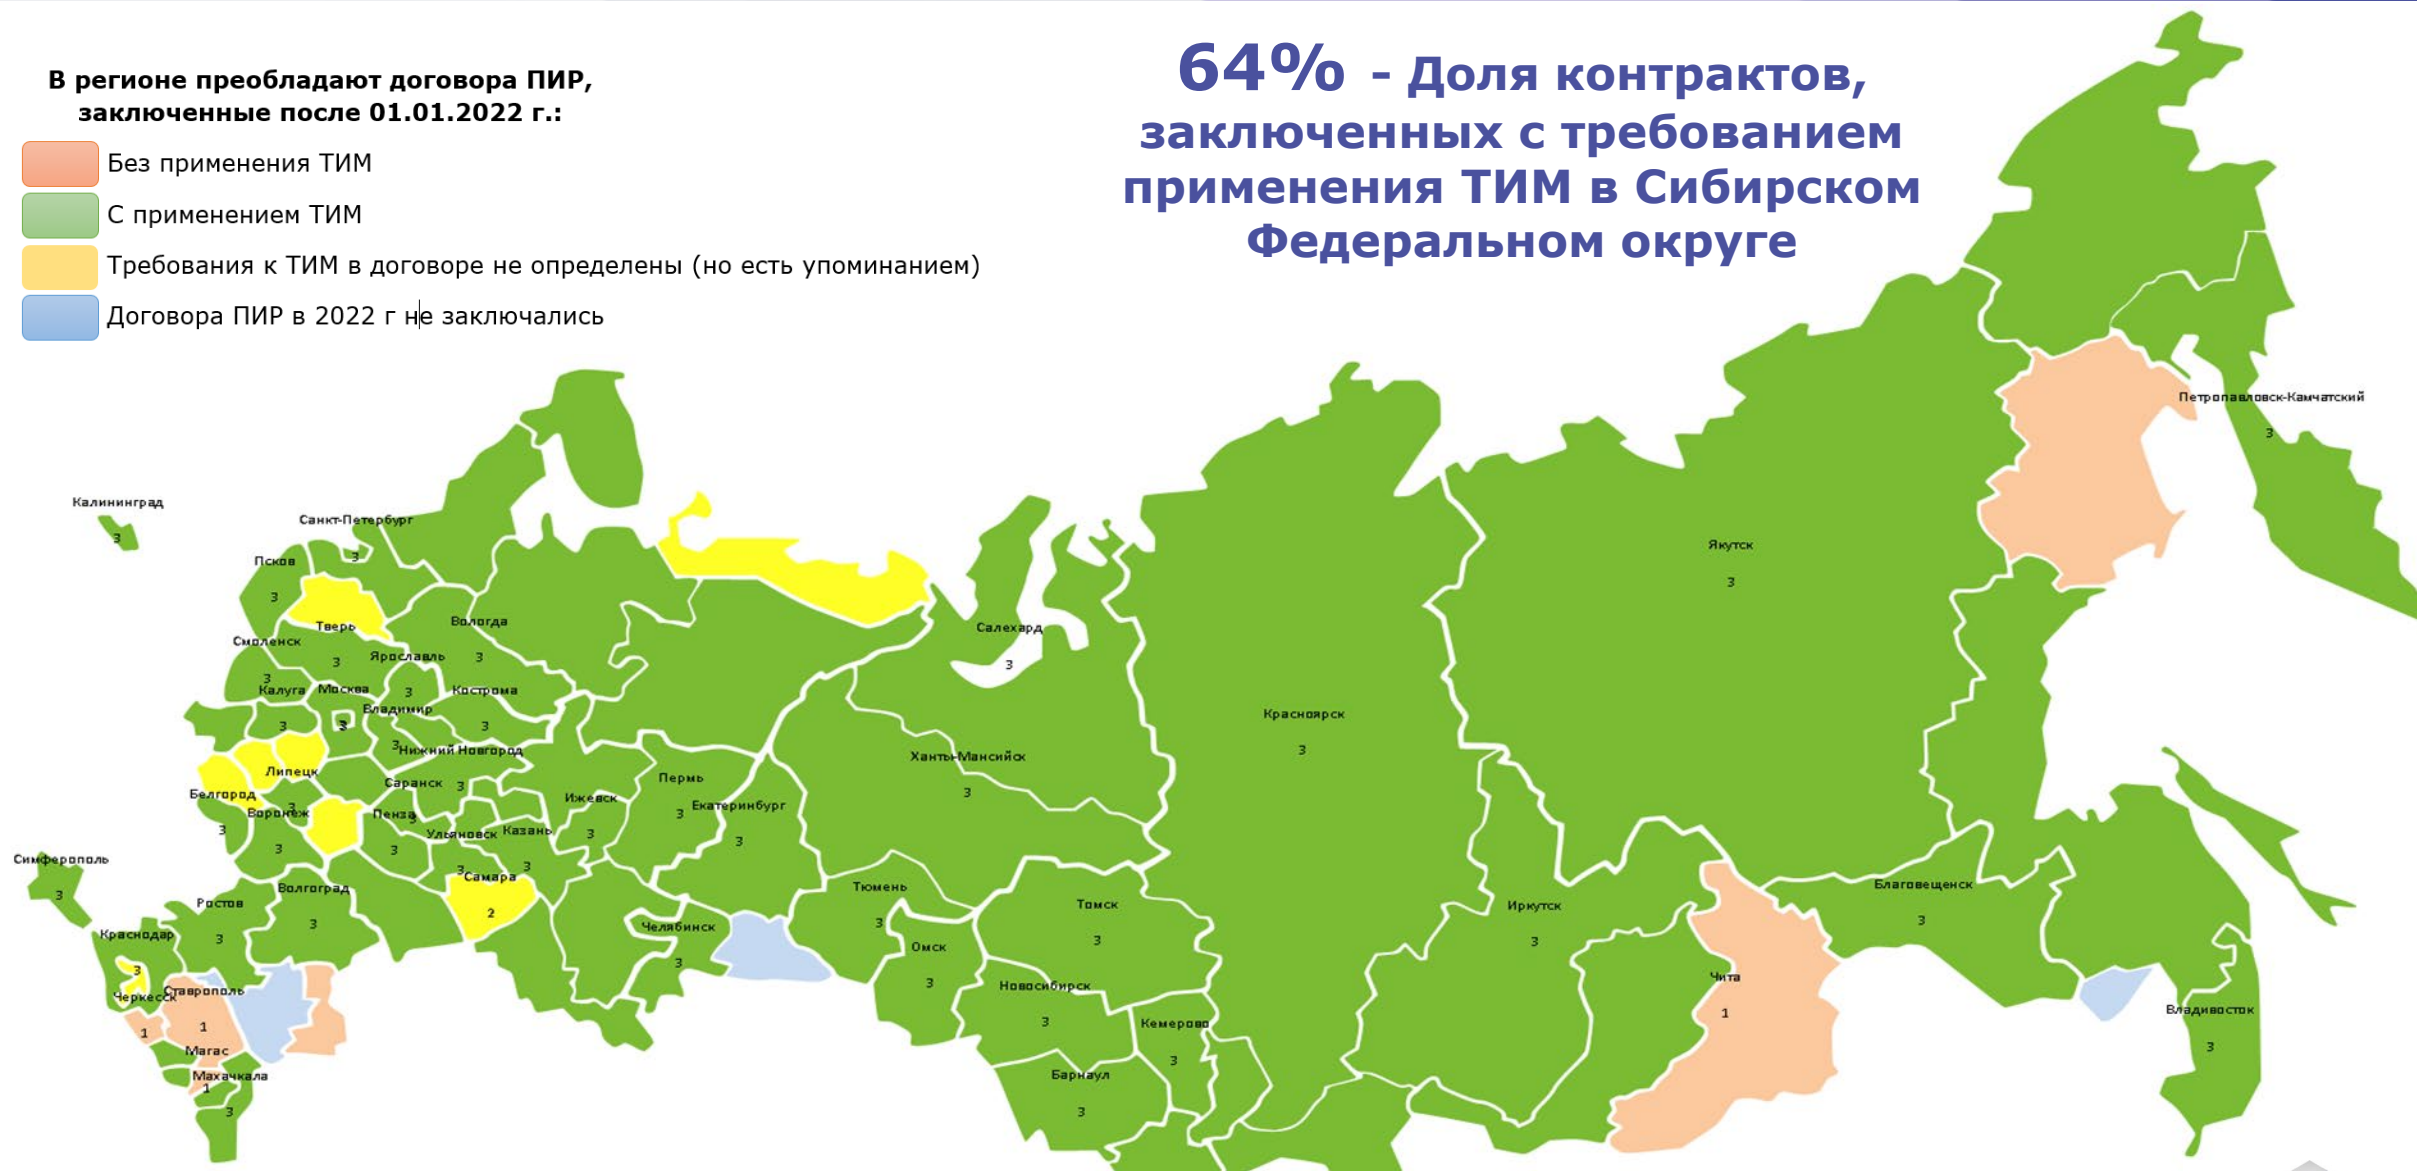 В регионе преобладают договора ПИР,
заключенные после 01.01.2022 г.:
Без применения ТИМ
С применением ТИМ
Требования к ТИМ в договоре не определены (но есть упоминанием)
Договора ПИР в 2022 г не заключались
64% - Доля контрактов,
заключенных с требованием
применения ТИМ в Сибирском
Федеральном округе
Петропавловск-Камчатский
3
Калининград
3
Санкт-Петербург
3
Псков
3
Якутск
3
Тверь
3
Вологда
3
Салехард
3
Смоленск
3
Ярославль
3
Калуга
3
Москва
3
Кострома
3
Владимир
3
Красноярск
3
Нижний Новгород
3
Ханты-Мансийск
3
Липецк
3
Саранск
3
Пермь
3
Белгород
3
Ижевск
3
Екатеринбург
3
Воронеж
3
Пенза
3
Ульяновск
3
Казань
3
Симферополь
3
Самара
2
Волгоград
3
Тюмень
3
Благовещенск
3
Ростов
3
Томск
3
Иркутск
3
Челябинск
3
Краснодар
3
Омск
3
Чита
1
Новосибирск
3
Ставрополь
1
Черкесск
1
Владивосток
3
Кемерово
3
Магас
1
Махачкала
3
Барнаул
3